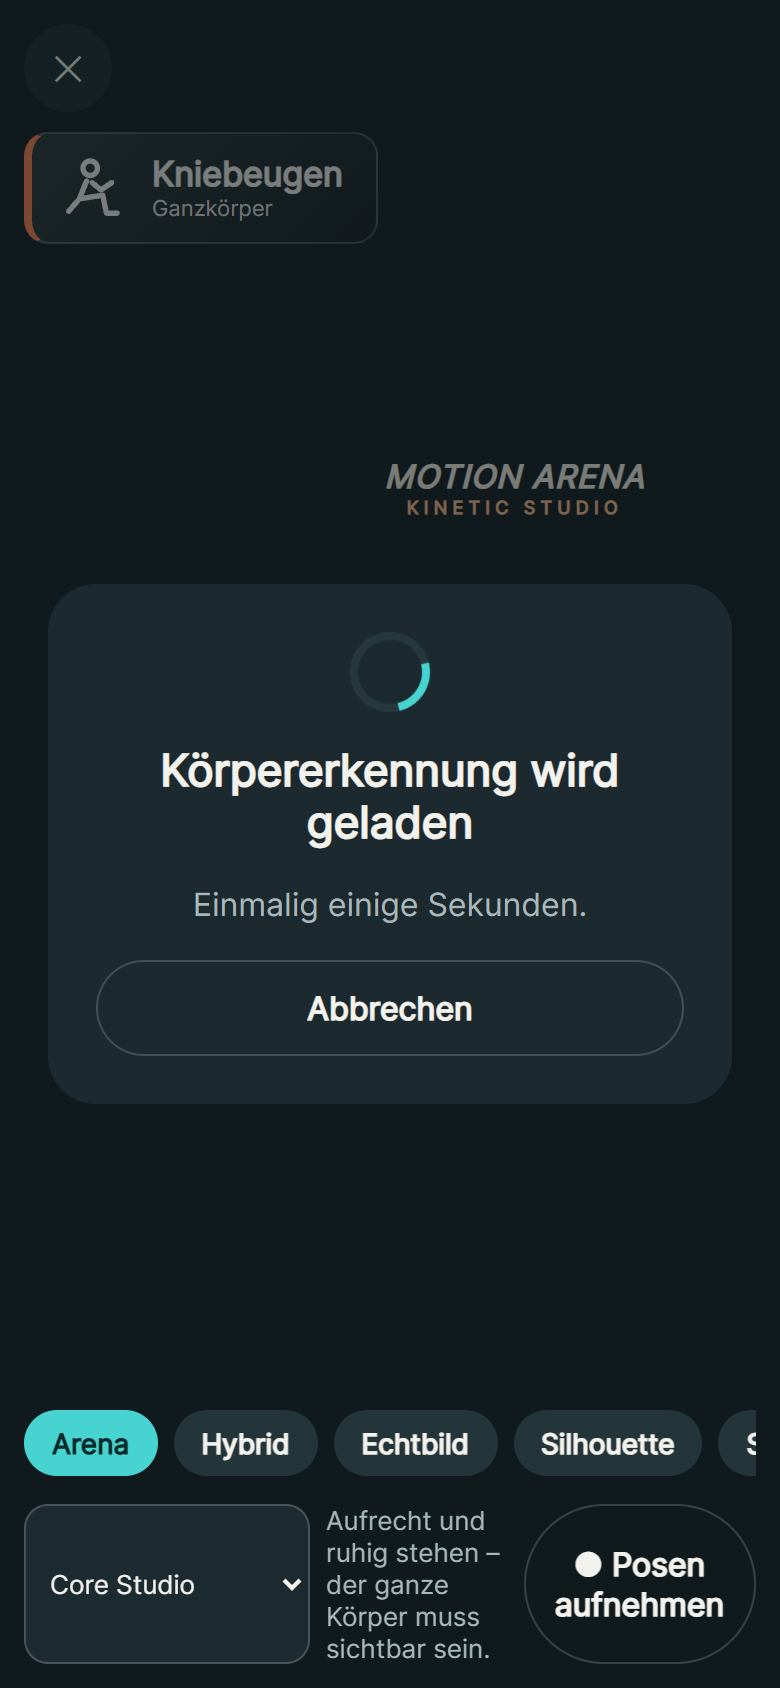 Kniebeugen
Ganzkörper
MOTION ARENA
KINETIC STUDIO
Körpererkennung wird
geladen
Einmalig einige Sekunden.
Abbrechen
Arena Hybrid Echtbild Silhouette
Core Studio
Aufrecht und
ruhig stehen –
der ganze
Körper muss
sichtbar sein.
Posen
aufnehmen